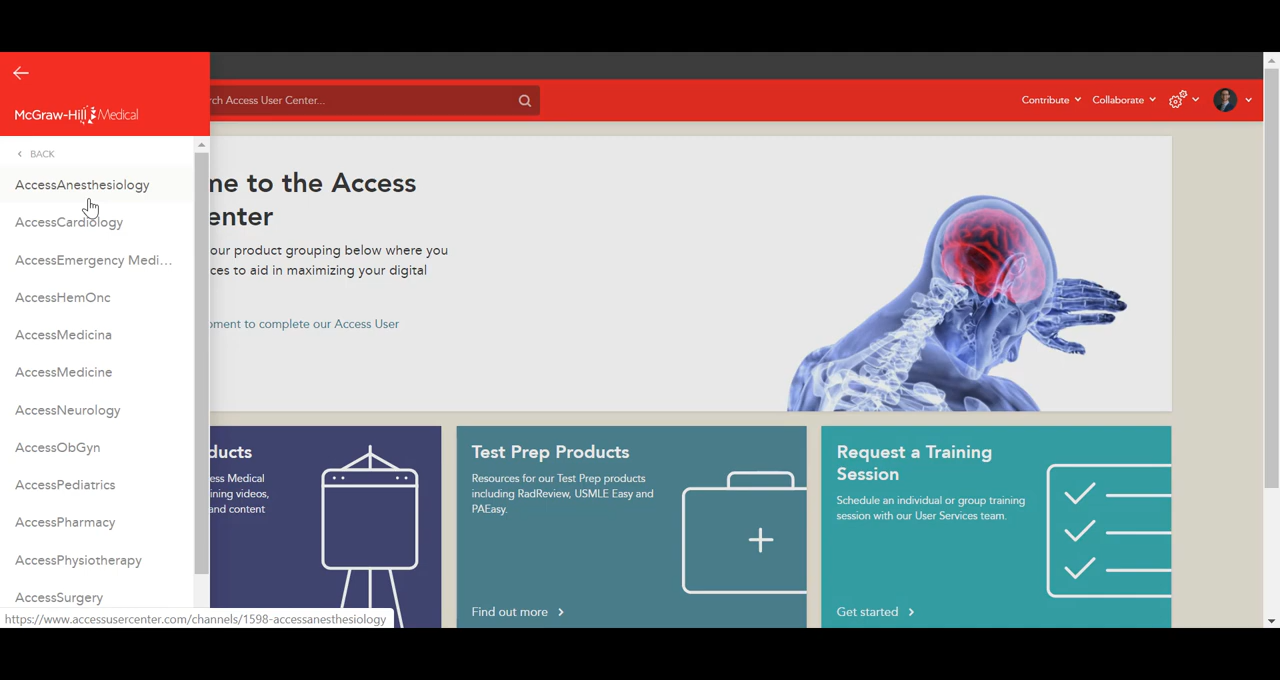 rch Access User Center...
Contribute
Collaborate
McGraw-Hill Medical
BACK
AccessAnesthesiology
AccessCardiology
AccessEmergency Medi...
AccessHemOnc
AccessMedicina
AccessMedicine
AccessNeurology
AccessObGyn
AccessPediatrics
AccessPharmacy
AccessPhysiotherapy
AccessSurgery
https://www.accessusercenter.com/channels/1598-accessanesthesiology
me to the Access
enter
our product grouping below where you
ces to aid in maximizing your digital
oment to complete our Access User
ducts
ess Medical
ining videos,
and content
Test Prep Products
Resources for our Test Prep products
including RadReview, USMLE Easy and
PAEasy.
Find out more
Request a Training
Session
Schedule an individual or group training
session with our User Services team.
Get started